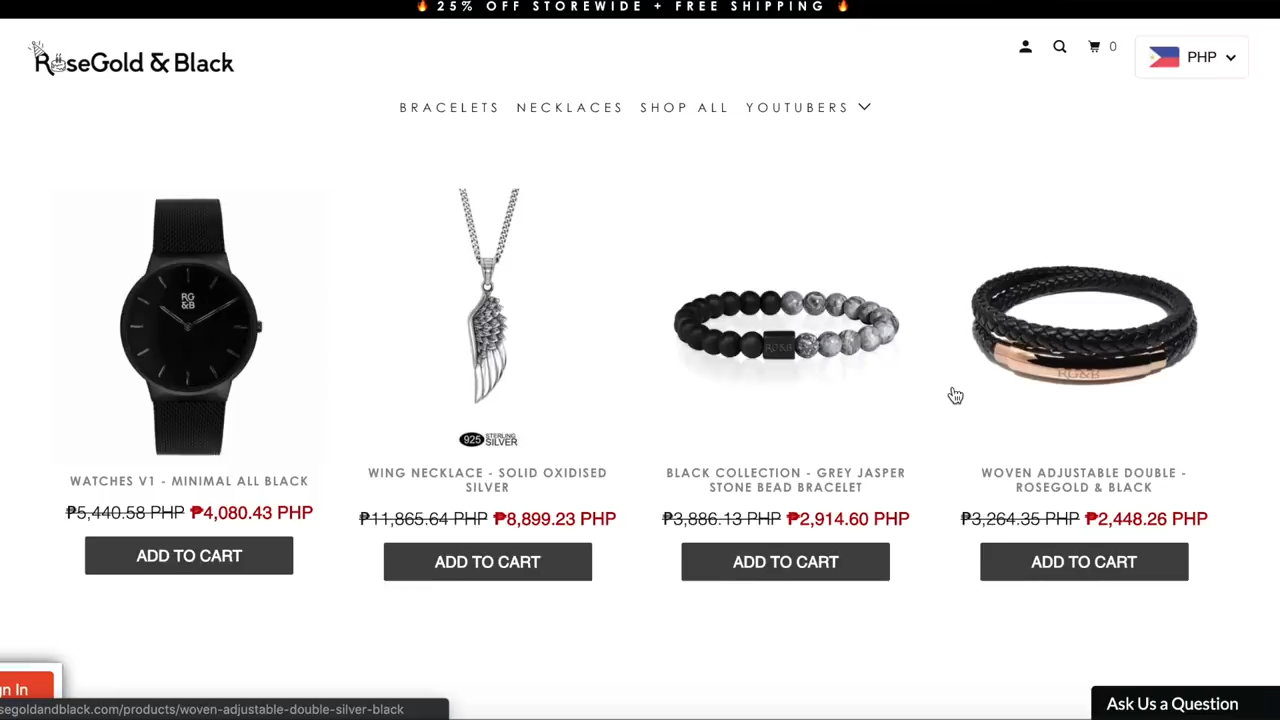 🔥 25% OFF STOREWIDE + FREE SHIPPING 🔥
RoseGold & Black
0
PHP
BRACELETS NECKLACES SHOP ALL YOUTUBERS
RG
&B
RG&B
RG&B
925 STERLING
SILVER
WATCHES V1 - MINIMAL ALL BLACK
₱5,440.58 PHP ₱4,080.43 PHP
ADD TO CART
WING NECKLACE - SOLID OXIDISED
SILVER
₱11,865.64 PHP ₱8,899.23 PHP
ADD TO CART
BLACK COLLECTION - GREY JASPER
STONE BEAD BRACELET
₱3,886.13 PHP ₱2,914.60 PHP
ADD TO CART
WOVEN ADJUSTABLE DOUBLE -
ROSEGOLD & BLACK
₱3,264.35 PHP ₱2,448.26 PHP
ADD TO CART
gn In
segoldandblack.com/products/woven-adjustable-double-silver-black
Ask Us a Question